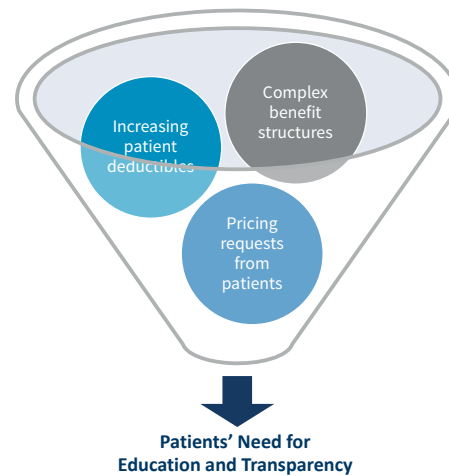 Complex
benefit
structures
Increasing
patient
deductibles
Pricing
requests
from
patients
Patients' Need for
Education and Transparency